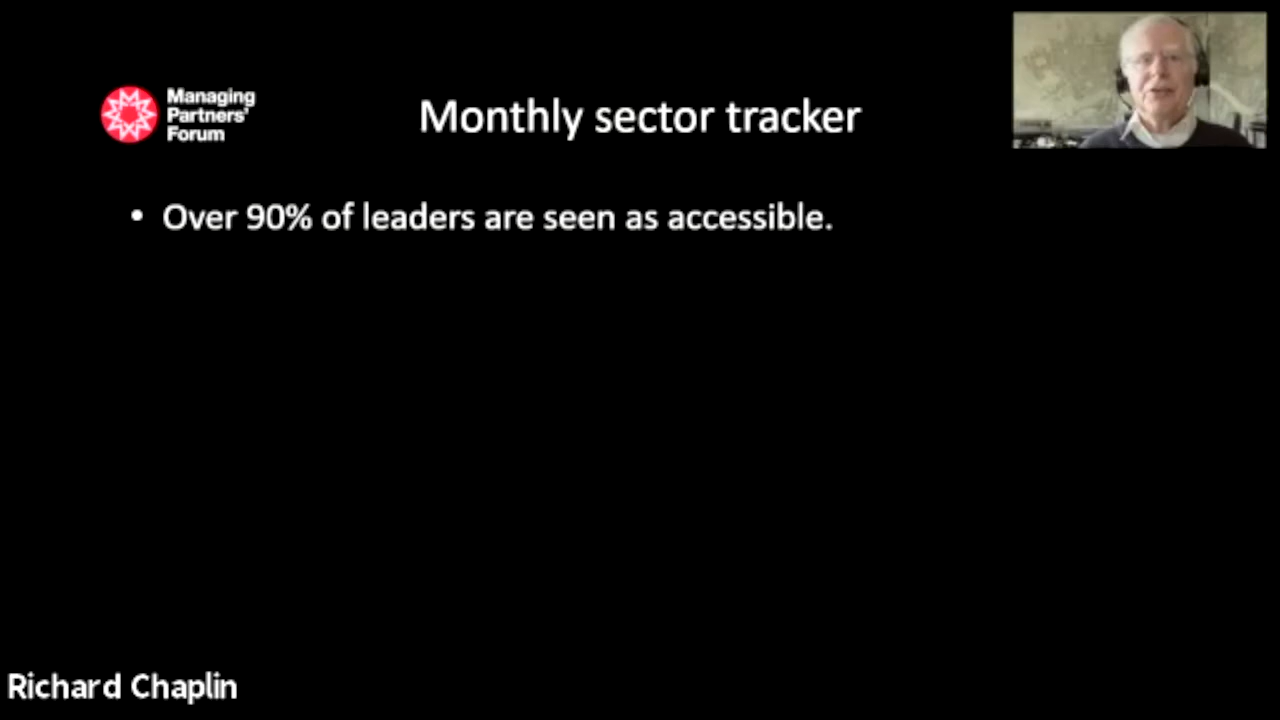 Managing
Partners'
Forum
Monthly sector tracker
• Over 90% of leaders are seen as accessible.
Richard Chaplin